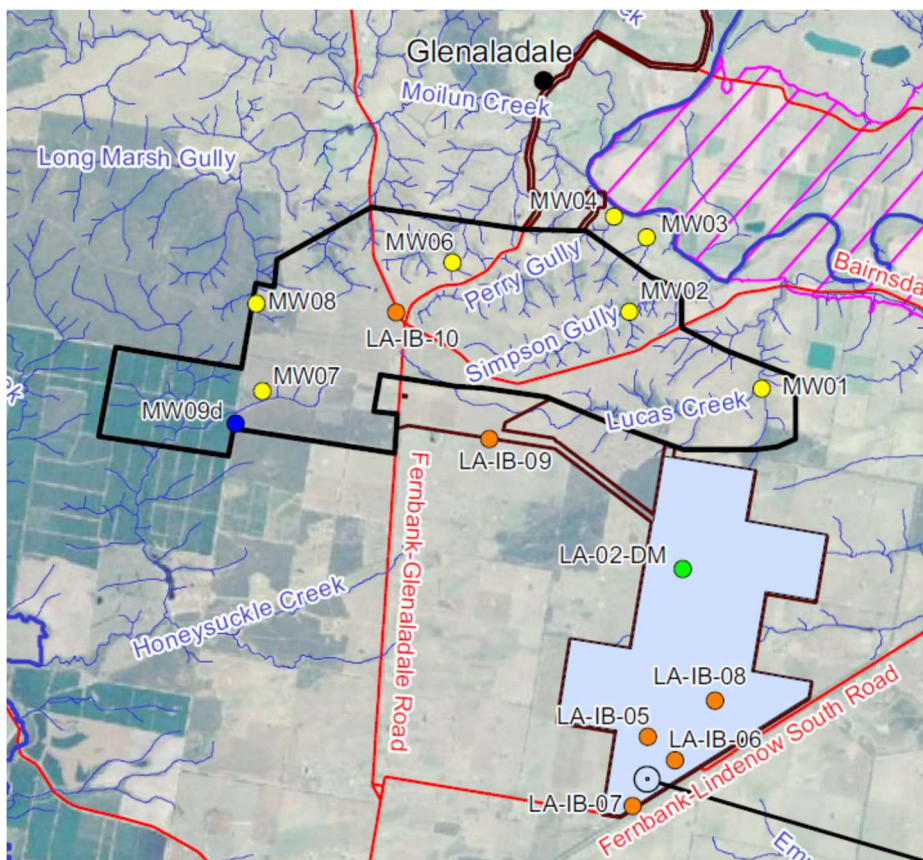 Glenaladale
Moilun Creek
Long Marsh Gully
MW04
MW03
MW06
Perry Gully
Bairnsda
MW02
MW08
LA-IB-10
Simpson Gully
MW07
MW01
MW09d
Lucas Creek
LA-IB-09
Fernbank-Glenaladale Road
LA-02-DM
Honeysuckle Creek
LA-IB-08
LA-IB-05
LA-IB-06
LA-IB-07
Fernbank-Lindenow South Road